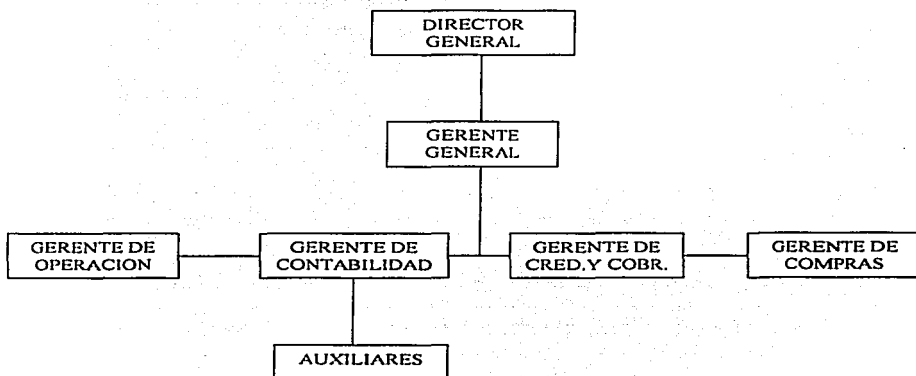 DIRECTOR
GENERAL
GERENTE
GENERAL
GERENTE DE
OPERACION
GERENTE DE
CONTABILIDAD
GERENTE DE
CRED.Y COBR.
GERENTE DE
COMPRAS
AUXILIARES